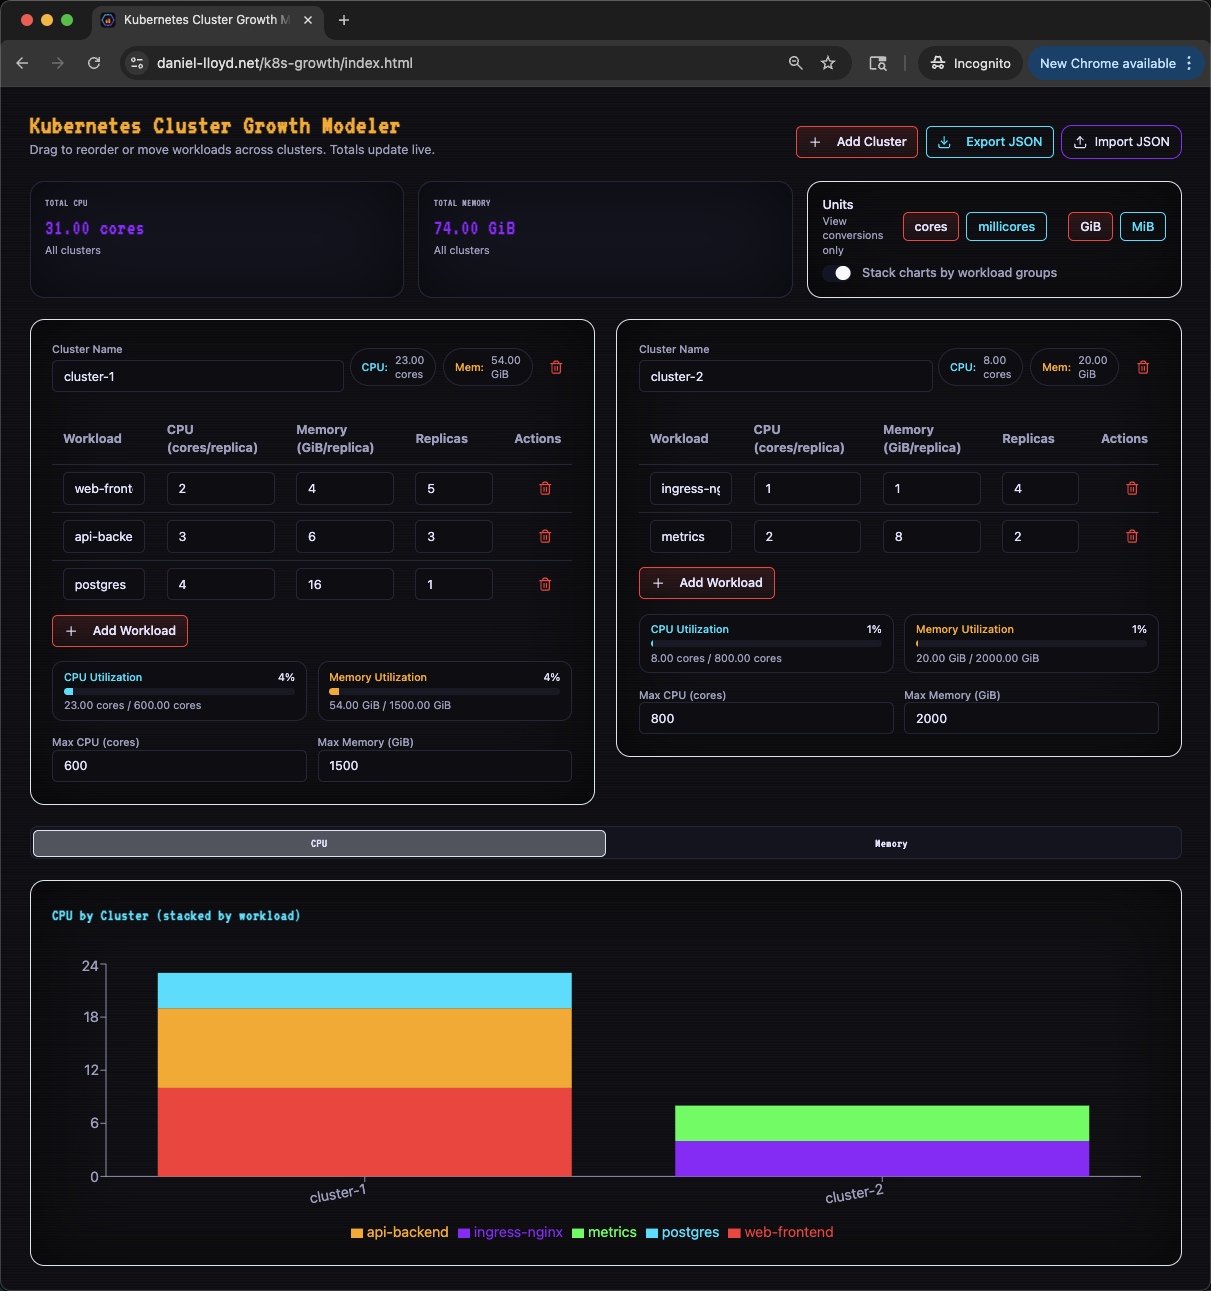 Kubernetes Cluster Growth M
daniel-lloyd.net/k8s-growth/index.html
Incognito
New Chrome available
Kubernetes Cluster Growth Modeler
Drag to reorder or move workloads across clusters. Totals update live.
Add Cluster
Export JSON
Import JSON
TOTAL CPU
31.00 cores
All clusters
TOTAL MEMORY
74.00 GiB
All clusters
Units
View
conversions
only
cores
millicores
GiB
MiB
Stack charts by workload groups
Cluster Name
cluster-1
CPU:
23.00
cores
Mem:
54.00
GiB
Workload
CPU
(cores/replica)
Memory
(GiB/replica)
Replicas
Actions
web-front
2
4
5
api-backe
3
6
3
postgres
4
16
1
Add Workload
CPU Utilization
4%
23.00 cores / 600.00 cores
Memory Utilization
4%
54.00 GiB / 1500.00 GiB
Max CPU (cores)
600
Max Memory (GiB)
1500
Cluster Name
cluster-2
CPU:
8.00
cores
Mem:
20.00
GiB
Workload
CPU
(cores/replica)
Memory
(GiB/replica)
Replicas
Actions
ingress-ng
1
1
4
metrics
2
8
2
Add Workload
CPU Utilization
1%
8.00 cores / 800.00 cores
Memory Utilization
1%
20.00 GiB / 2000.00 GiB
Max CPU (cores)
800
Max Memory (GiB)
2000
CPU
Memory
CPU by Cluster (stacked by workload)
24
18
12
6
0
cluster-1
cluster-2
api-backend
ingress-nginx
metrics
postgres
web-frontend